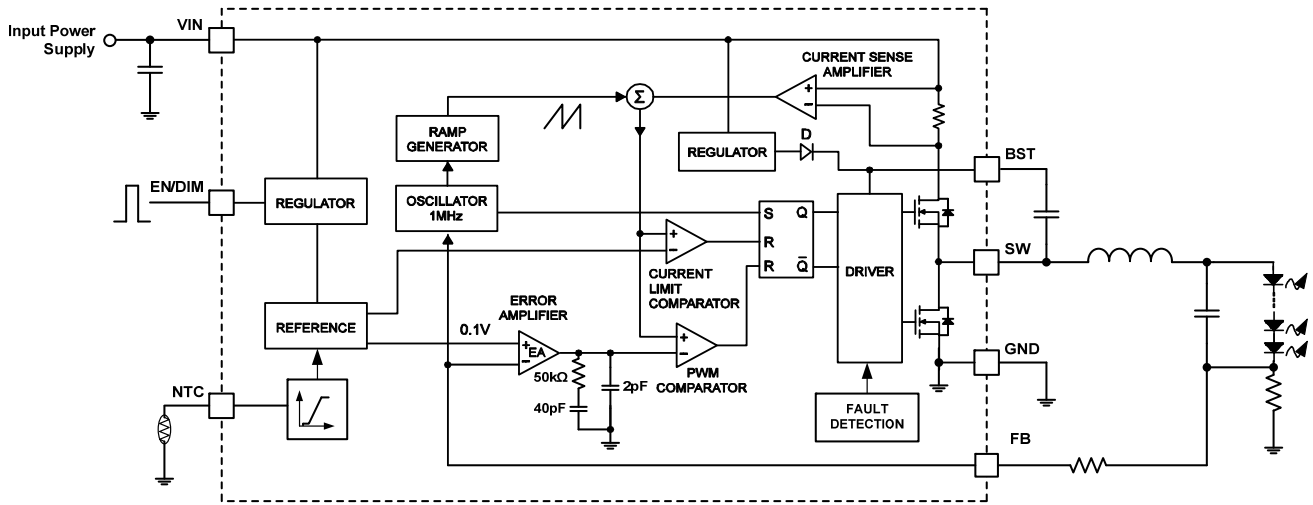 Input Power
Supply
VIN
CURRENT SENSE
AMPLIFIER
+
−
Σ
RAMP
GENERATOR
REGULATOR
D
BST
EN/DIM
REGULATOR
OSCILLATOR
1MHz
S
Q
R
R
Q̅
DRIVER
SW
+
−
CURRENT
LIMIT
COMPARATOR
REFERENCE
ERROR
AMPLIFIER
0.1V
+
−
EA
+
−
PWM
COMPARATOR
GND
50kΩ
2pF
40pF
NTC
FAULT
DETECTION
FB